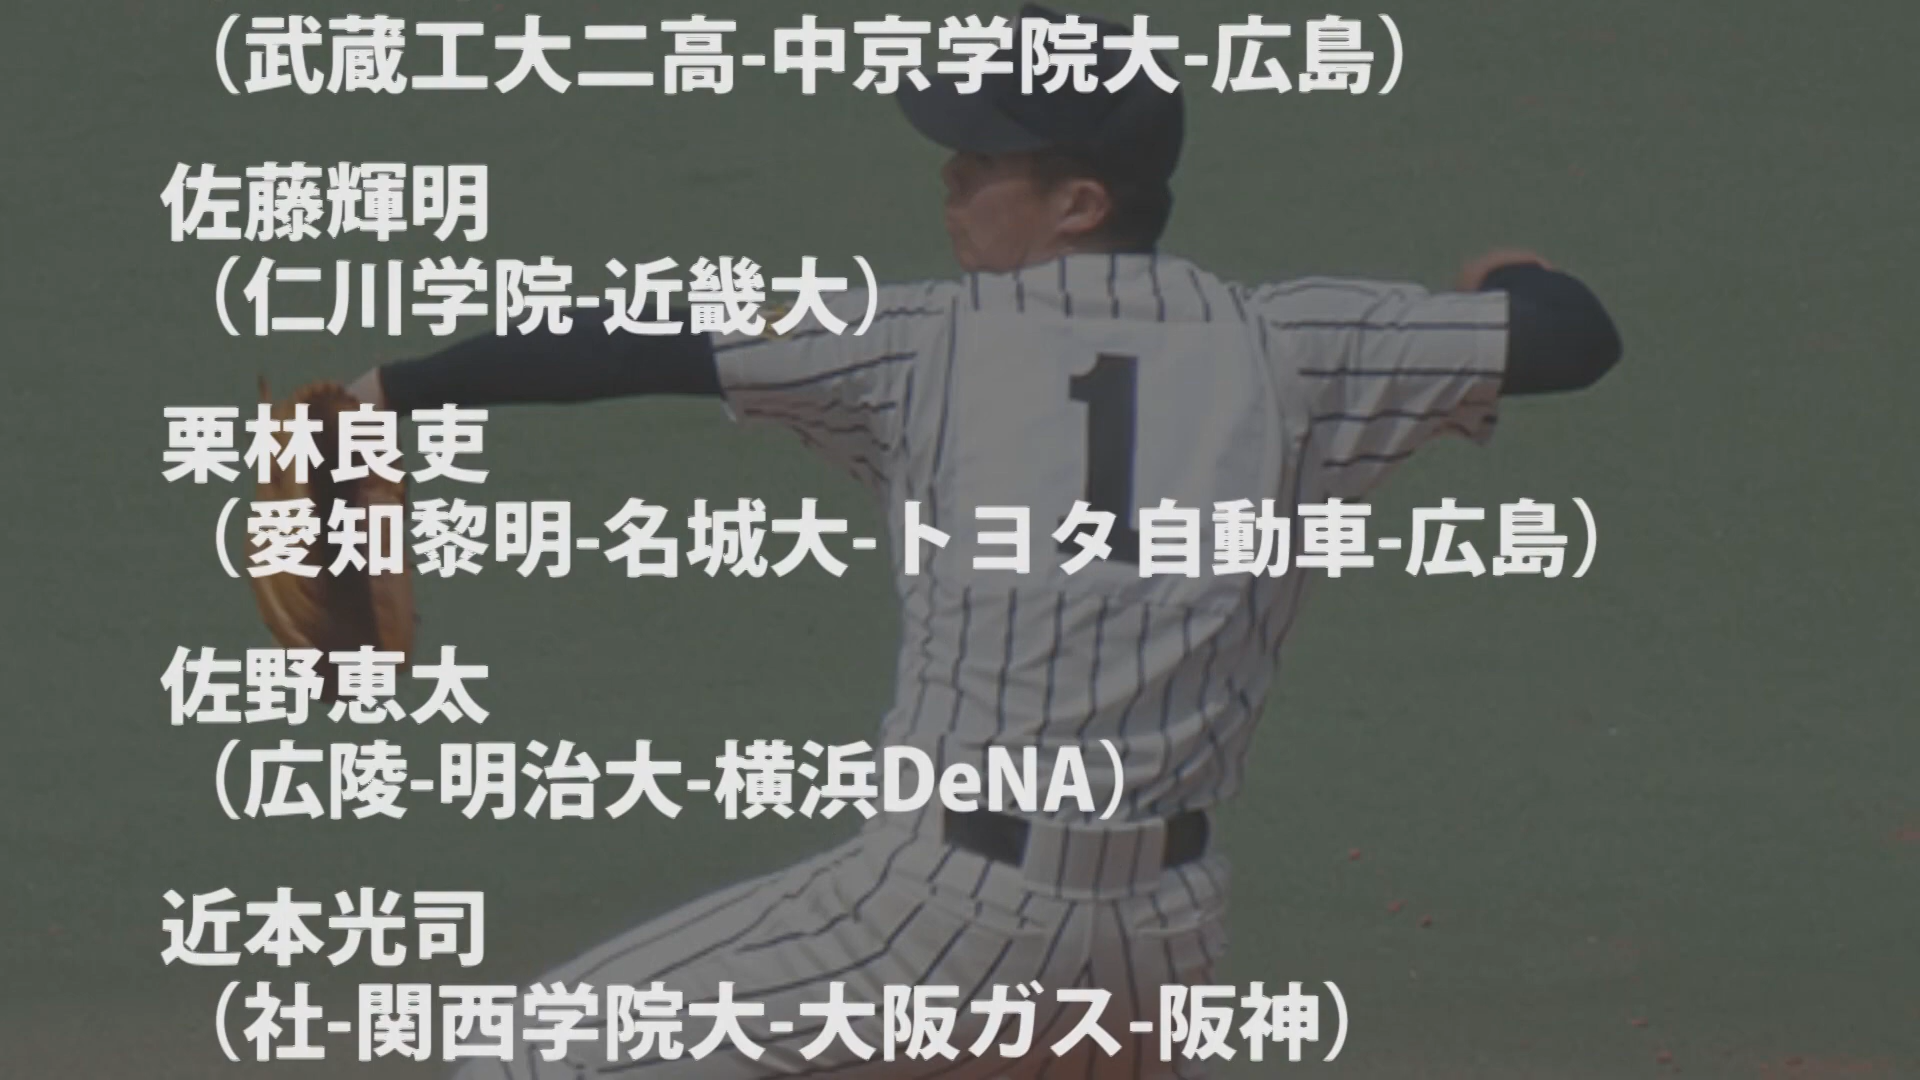 （武蔵工大二高-中京学院大-広島）
佐藤輝明
（仁川学院-近畿大）
栗林良吏
（愛知黎明-名城大-トヨタ自動車-広島）
佐野恵太
（広陵-明治大-横浜DeNA）
近本光司
（社-関西学院大-大阪ガス-阪神）
1